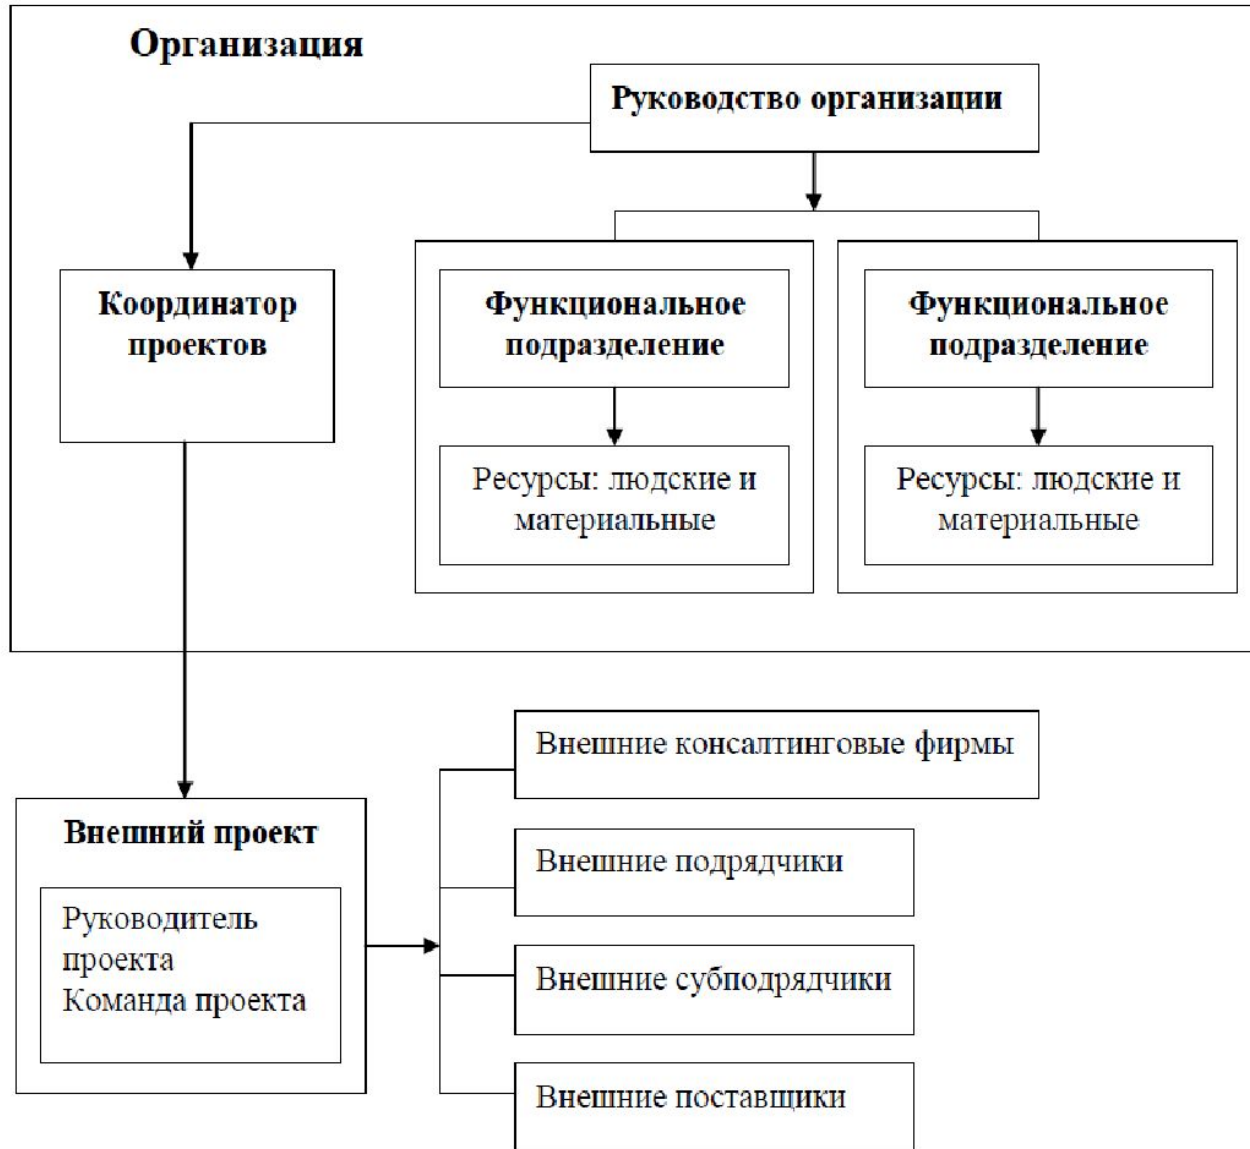 Организация
Руководство организации
Координатор
проектов
Функциональное
подразделение
Функциональное
подразделение
Ресурсы: людские и
материальные
Ресурсы: людские и
материальные
Внешние консалтинговые фирмы
Внешний проект
Руководитель
проекта
Команда проекта
Внешние подрядчики
Внешние субподрядчики
Внешние поставщики